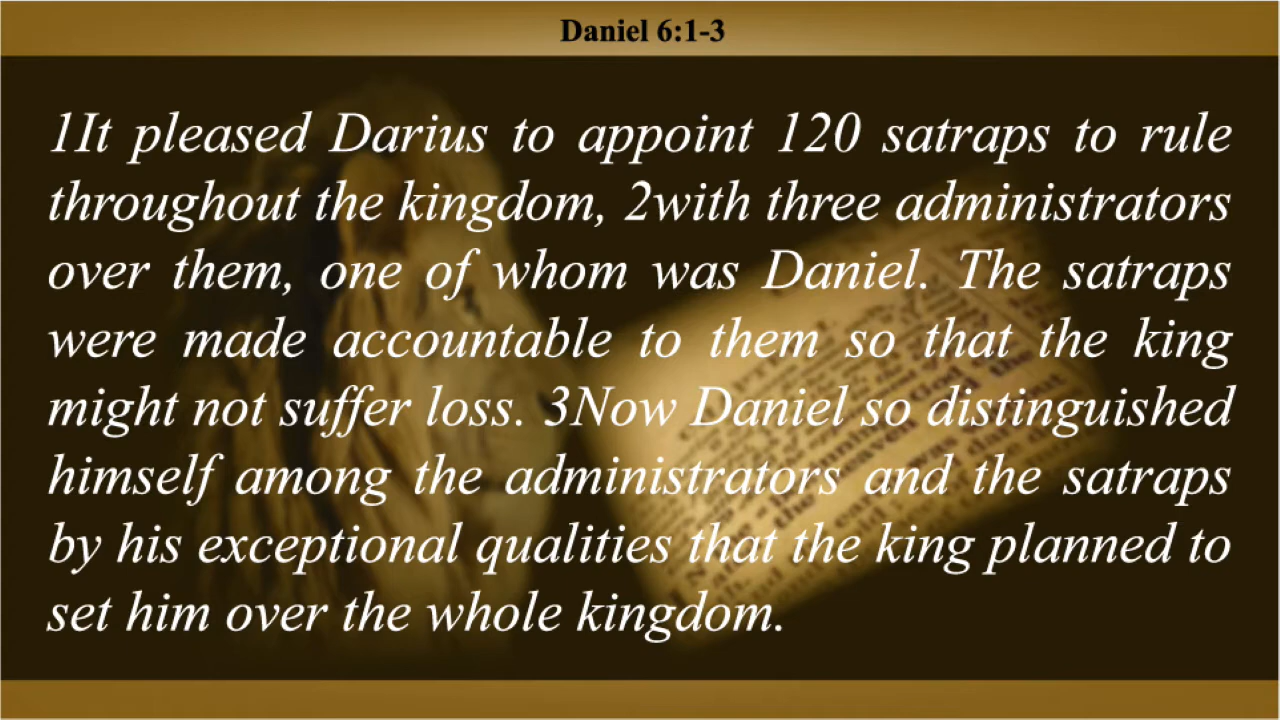 Daniel 6:1-3
1It pleased Darius to appoint 120 satraps to rule
throughout the kingdom, 2with three administrators
over them, one of whom was Daniel. The satraps
were made accountable to them so that the king
might not suffer loss. 3Now Daniel so distinguished
himself among the administrators and the satraps
by his exceptional qualities that the king planned to
set him over the whole kingdom.